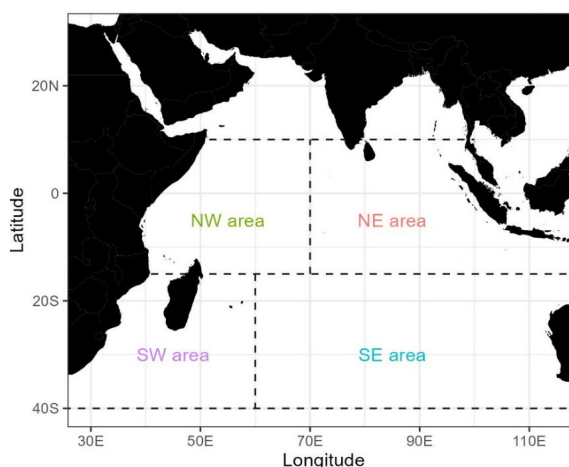 20N
0
20S
40S
Latitude
NW area
NE area
SW area
SE area
30E
50E
70E
90E
110E
Longitude